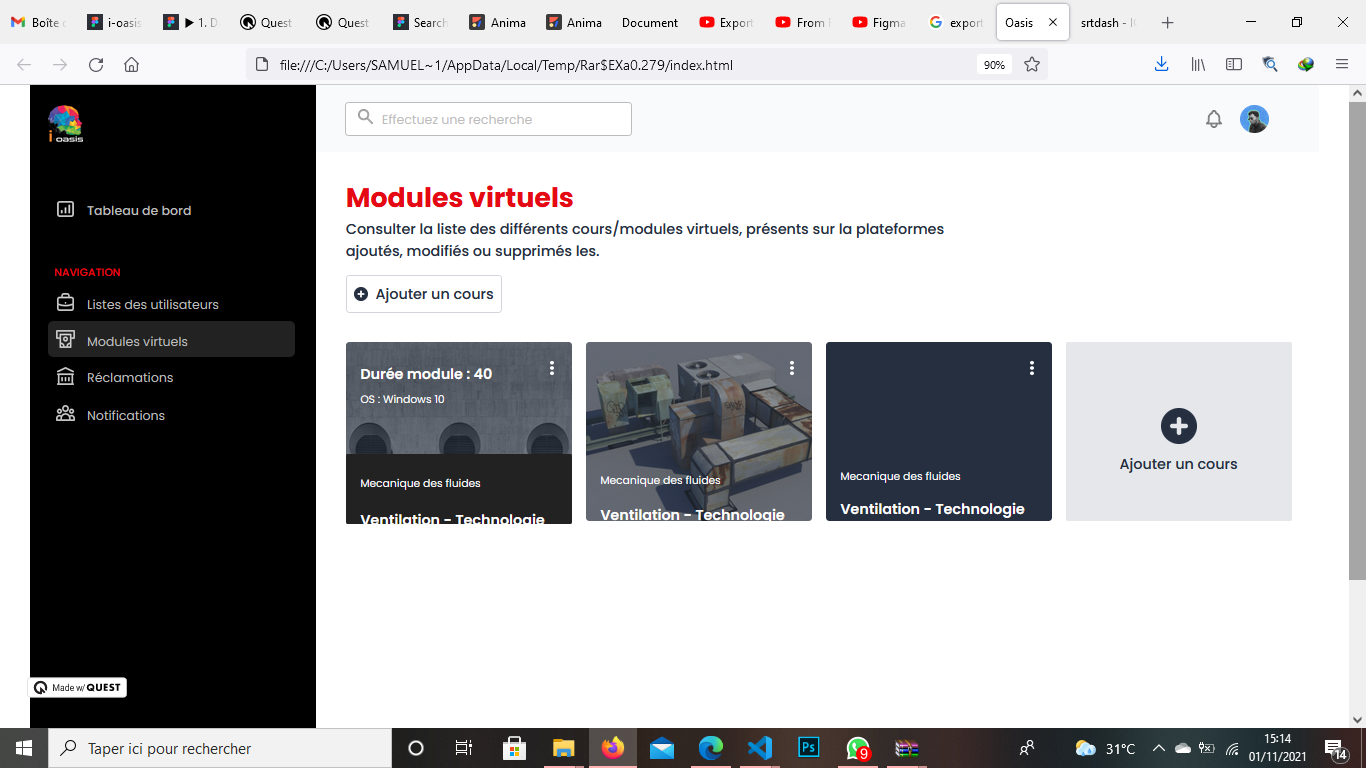 Boîte
i-oasis
▶ 1. D
Quest
Quest
Search
Anima
Anima
Document
Export
From
Figma
export
Oasis
srtdash -
file:///C:/Users/SAMUEL~1/AppData/Local/Temp/Rar$EXa0.279/index.html
90%
i oasis
Effectuez une recherche
Tableau de bord
NAVIGATION
Listes des utilisateurs
Modules virtuels
Réclamations
Notifications
Made w/ QUEST
Modules virtuels
Consulter la liste des différents cours/modules virtuels, présents sur la plateformes
ajoutés, modifiés ou supprimés les.
Ajouter un cours
Durée module : 40
OS : Windows 10
Mecanique des fluides
Ventilation - Technologie
Mecanique des fluides
Ventilation - Technologie
Mecanique des fluides
Ventilation - Technologie
Ajouter un cours
Taper ici pour rechercher
Ps
9
31°C
15:14
01/11/2021
14